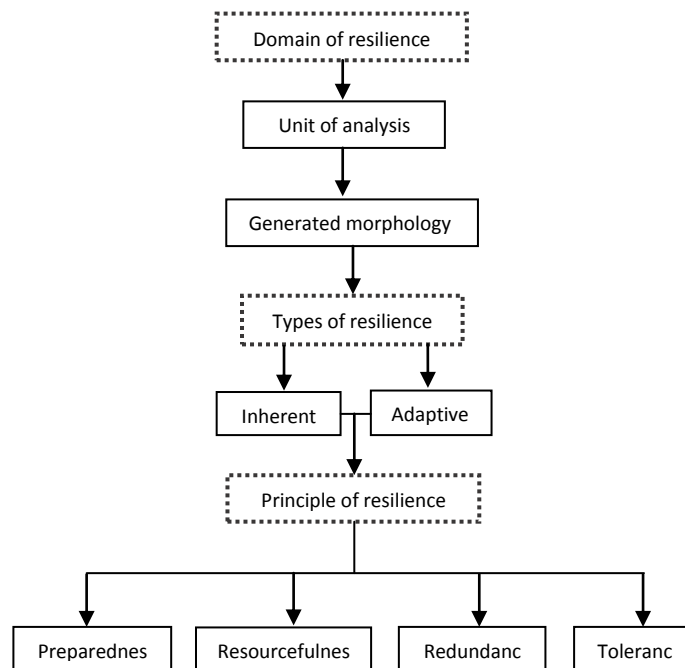 Domain of resilience
Unit of analysis
Generated morphology
Types of resilience
Inherent
Adaptive
Principle of resilience
Preparednes
Resourcefulnes
Redundanc
Toleranc